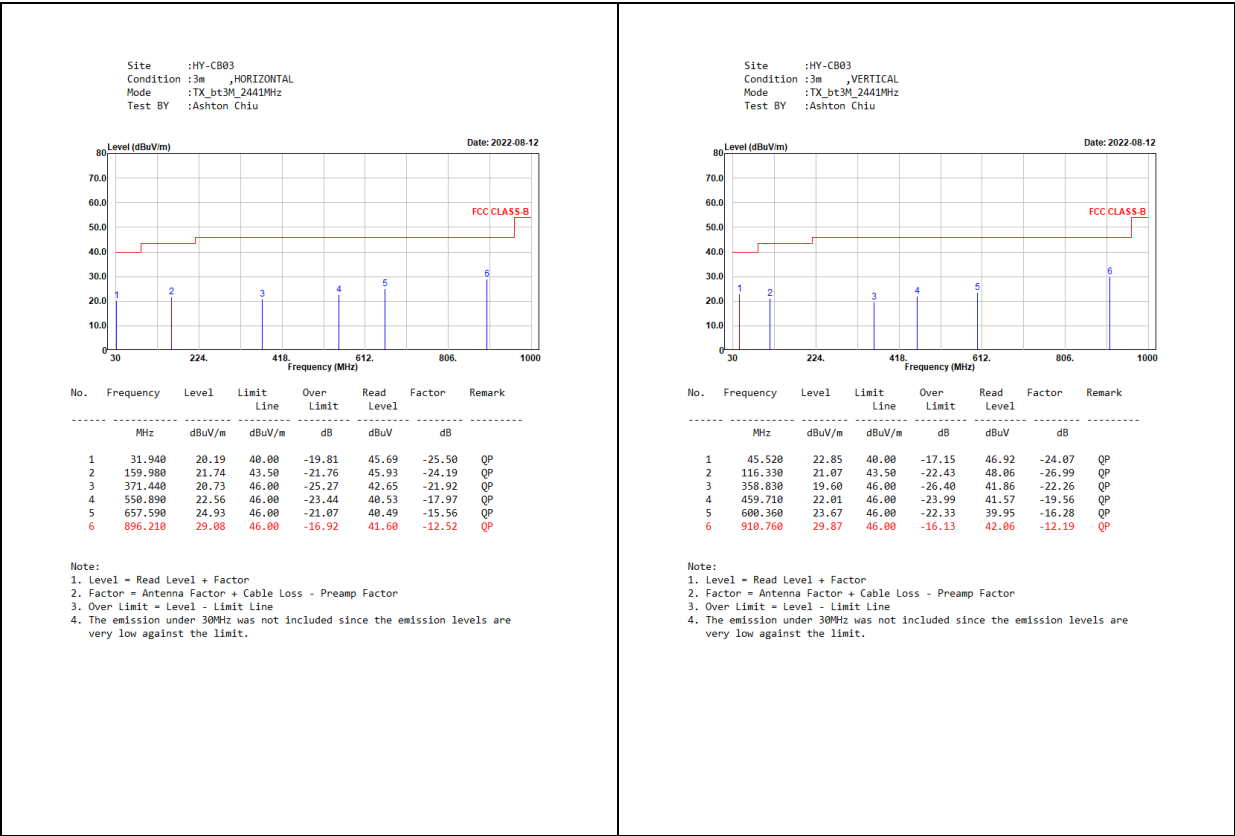 Site :HY-CB03
Condition :3m ,HORIZONTAL
Mode :TX_bt3M_2441MHz
Test BY :Ashton Chiu
Level (dBuV/m) Date: 2022-08-12
80
70.0
60.0
FCC CLASS-B
50.0
40.0
30.0
20.0
10.0
0
1 2 3 4 5 6
30 224. 418. 612. 806. 1000
Frequency (MHz)
No. Frequency Level Limit Over Read Factor Remark
Line Limit Level
------ ----------- -------- --------- -------- --------- -------- ---------
MHz dBuV/m dBuV/m dB dBuV dB
1 31.940 20.19 40.00 -19.81 45.69 -25.50 QP
2 159.980 21.74 43.50 -21.76 45.93 -24.19 QP
3 371.440 20.73 46.00 -25.27 42.65 -21.92 QP
4 550.890 22.56 46.00 -23.44 40.53 -17.97 QP
5 657.590 24.93 46.00 -21.07 40.49 -15.56 QP
6 896.210 29.08 46.00 -16.92 41.60 -12.52 QP
Note:
1. Level = Read Level + Factor
2. Factor = Antenna Factor + Cable Loss - Preamp Factor
3. Over Limit = Level - Limit Line
4. The emission under 30MHz was not included since the emission levels are
very low against the limit.
Site :HY-CB03
Condition :3m ,VERTICAL
Mode :TX_bt3M_2441MHz
Test BY :Ashton Chiu
Level (dBuV/m) Date: 2022-08-12
80
70.0
60.0
FCC CLASS-B
50.0
40.0
30.0
20.0
10.0
0
1 2 3 4 5 6
30 224. 418. 612. 806. 1000
Frequency (MHz)
No. Frequency Level Limit Over Read Factor Remark
Line Limit Level
------ ----------- -------- --------- -------- --------- -------- ---------
MHz dBuV/m dBuV/m dB dBuV dB
1 45.520 22.85 40.00 -17.15 46.92 -24.07 QP
2 116.330 21.07 43.50 -22.43 48.06 -26.99 QP
3 358.830 19.60 46.00 -26.40 41.86 -22.26 QP
4 459.710 22.01 46.00 -23.99 41.57 -19.56 QP
5 600.360 23.67 46.00 -22.33 39.95 -16.28 QP
6 910.760 29.87 46.00 -16.13 42.06 -12.19 QP
Note:
1. Level = Read Level + Factor
2. Factor = Antenna Factor + Cable Loss - Preamp Factor
3. Over Limit = Level - Limit Line
4. The emission under 30MHz was not included since the emission levels are
very low against the limit.